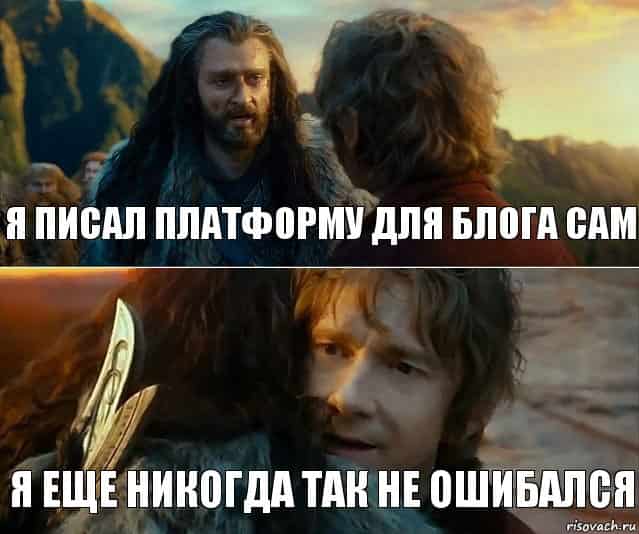 Я ПИСАЛ ПЛАТФОРМУ ДЛЯ БЛОГА САМ
Я ЕЩЕ НИКОГДА ТАК НЕ ОШИБАЛСЯ
risovach.ru